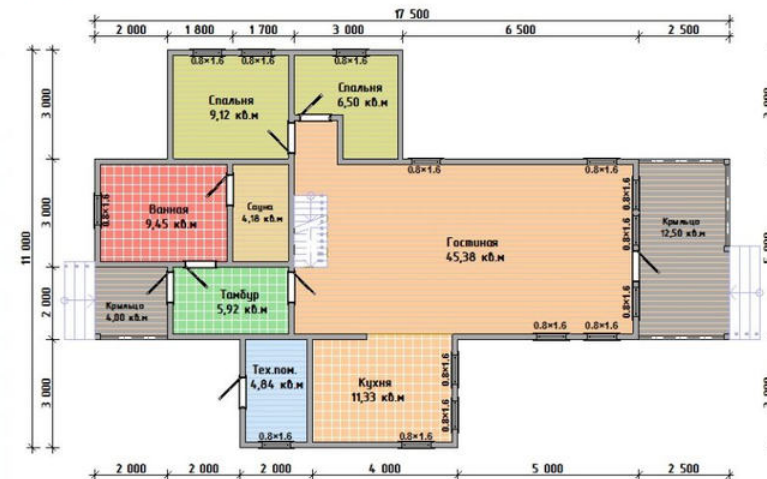 17 500
2 000 1 800 1 700 3 000 6 500 2 500
0.8×1.6 0.8×1.6 0.8×1.6
3 000
Спальня
9,12 кв.м
Спальня
6,50 кв.м
0.8×1.6 0.8×1.6
11 000
3 000
0.8×1.6
Ванная
9,45 кв.м
Сауна
4,18 кв.м
Гостиная
45,38 кв.м
0.8×1.6
0.8×1.6
0.8×1.6
Крыльцо
12,50 кв.м
2 000
Крыльцо
4,00 кв.м
Тамбур
5,92 кв.м
0.8×1.6 0.8×1.6
3 000
Тех.пом.
4,84 кв.м
Кухня
11,33 кв.м
0.8×1.6
0.8×1.6
0.8×1.6 0.8×1.6
2 000 2 000 2 000 4 000 5 000 2 500